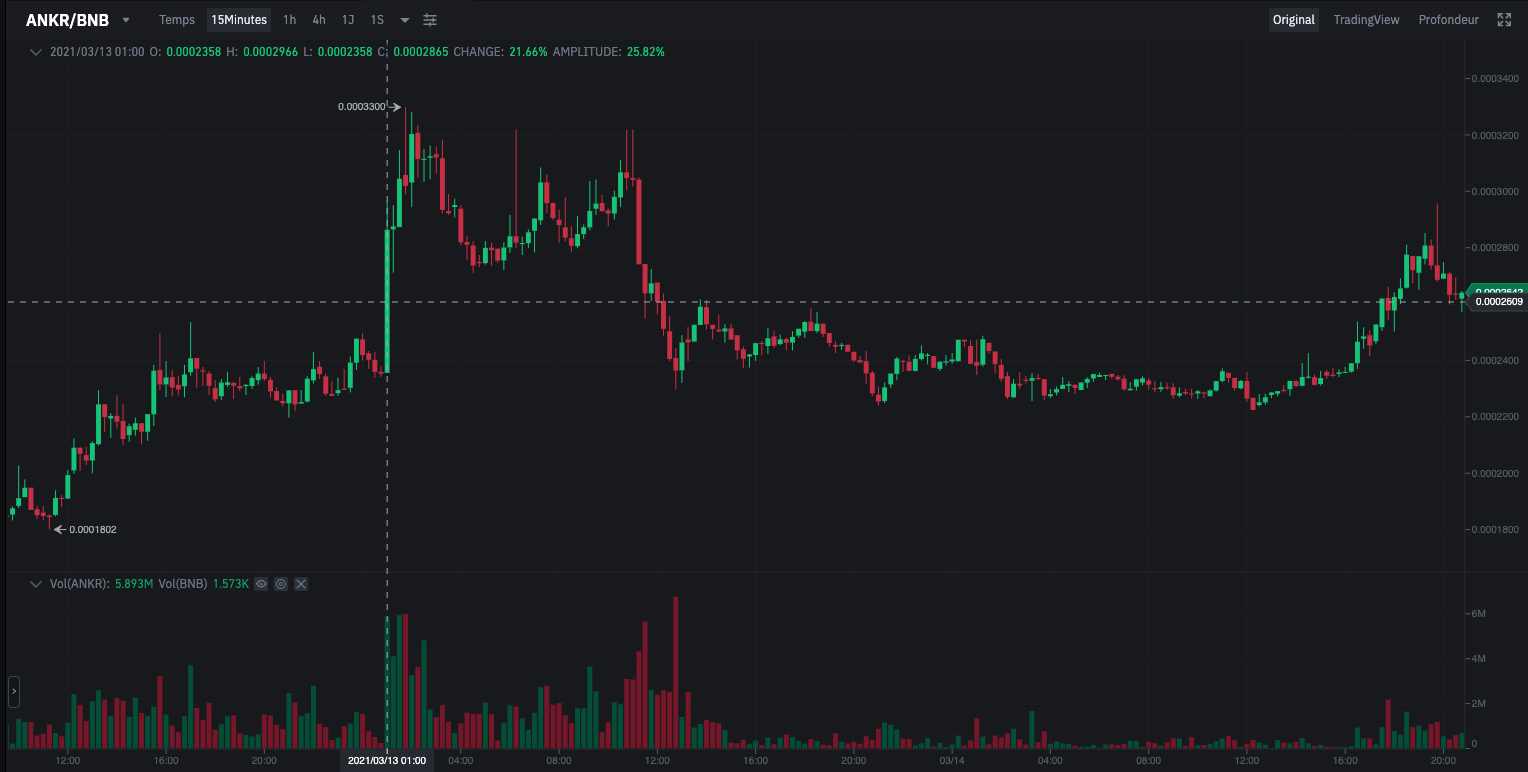 ANKR/BNB Temps 15Minutes 1h 4h 1J 1S Original TradingView Profondeur
2021/03/13 01:00 O: 0.0002358 H: 0.0002966 L: 0.0002358 C: 0.0002865 CHANGE: 21.66% AMPLITUDE: 25.82%
0.0003400
0.0003300
0.0003200
0.0003000
0.0002800
0.0002609
0.0002400
0.0002200
0.0002000
0.0001802
0.0001800
Vol(ANKR): 5.893M Vol(BNB) 1.573K
6M
4M
2M
0
12:00 16:00 20:00 2021/03/13 01:00 04:00 08:00 12:00 16:00 20:00 03/14 04:00 08:00 12:00 16:00 20:00